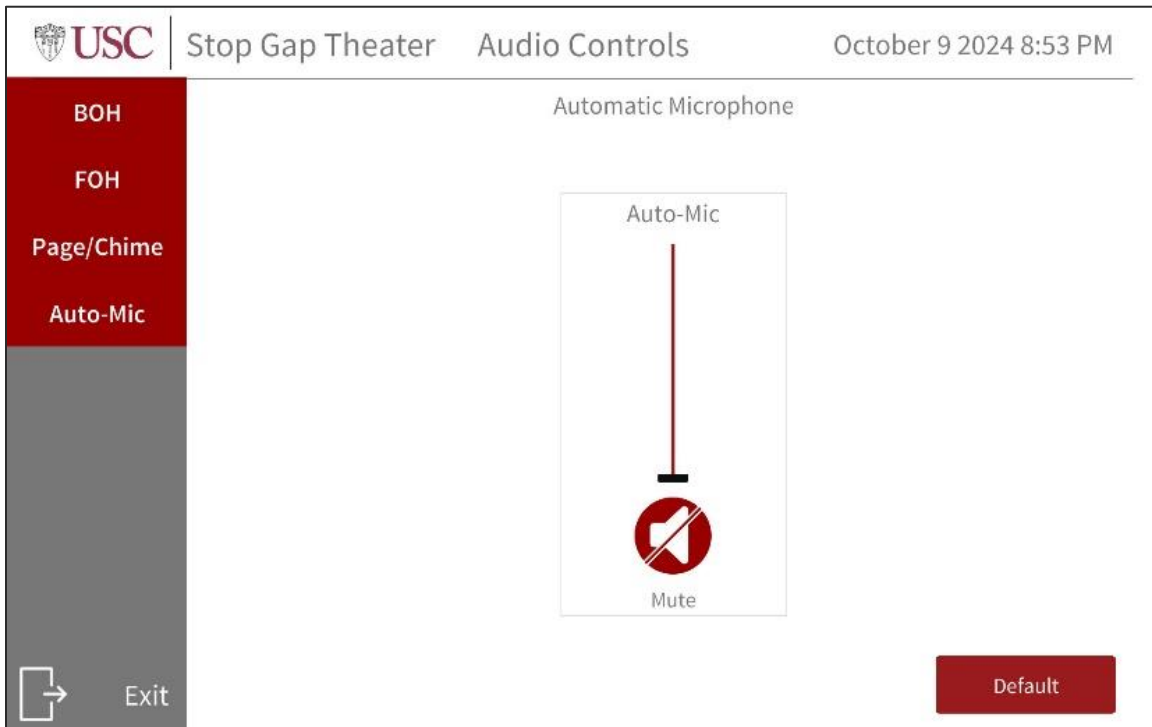 USC Stop Gap Theater Audio Controls October 9 2024 8:53 PM
BOH
FOH
Page/Chime
Auto-Mic
Exit
Automatic Microphone
Auto-Mic
Mute
Default